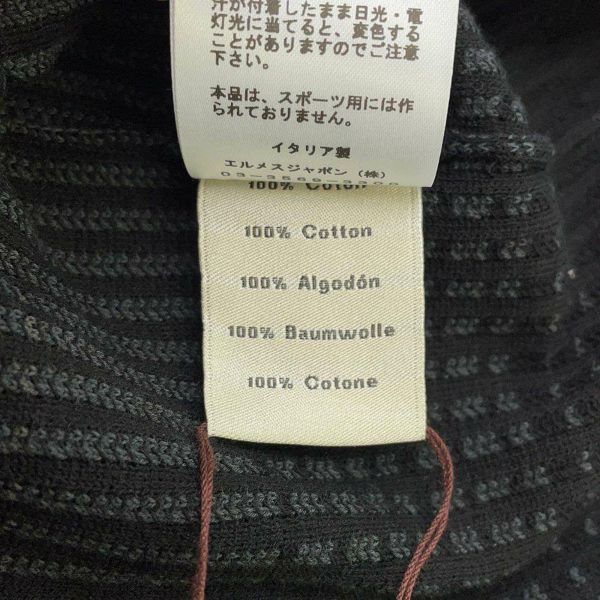 汗が付着したまま日光・電
灯光に当てると、変色する
ことがありますのでご注意
下さい。
本品は、スポーツ用には作
られておりません。
イタリア製
エルメスジャポン（株）
100% Coton
100% Cotton
100% Algodón
100% Baumwolle
100% Cotone